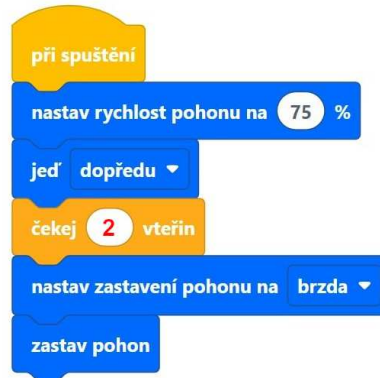 při spuštění
nastav rychlost pohonu na 75 %
jeď dopředu
čekej 2 vteřin
nastav zastavení pohonu na brzda
zastav pohon